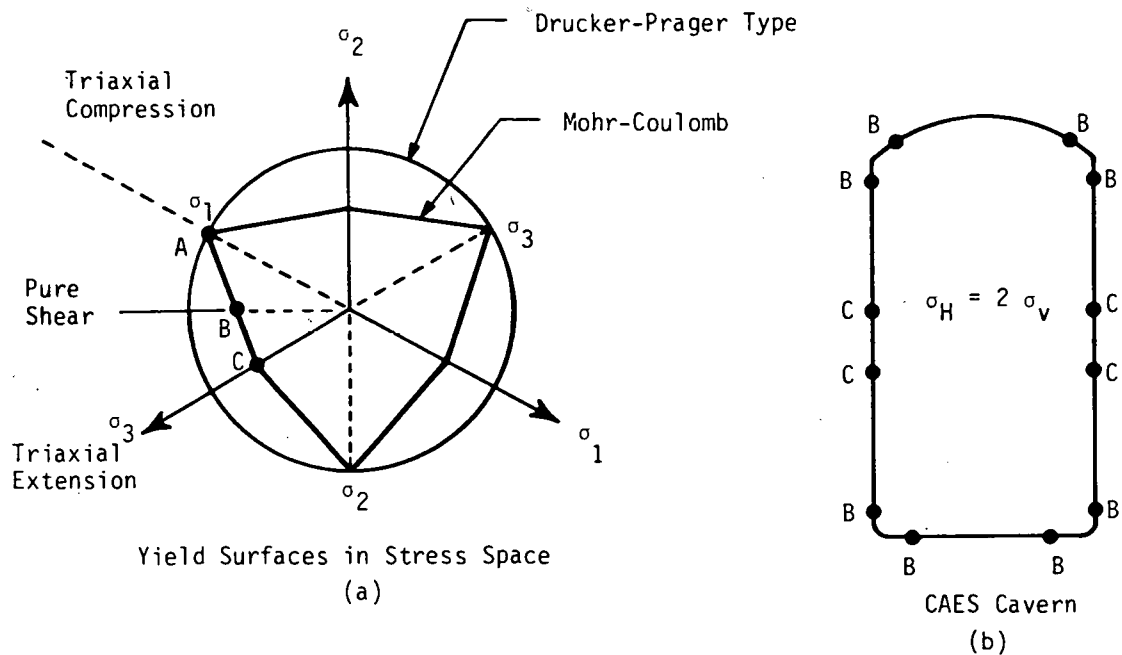 Drucker-Prager Type
σ2
Triaxial
Compression
Mohr-Coulomb
σ1
σ3
A
Pure
Shear
B
C
σ3
Triaxial
Extension
σ1
σ2
Yield Surfaces in Stress Space
(a)
B
B
B
B
C
σH = 2 σv
C
C
C
B
B
B
B
CAES Cavern
(b)